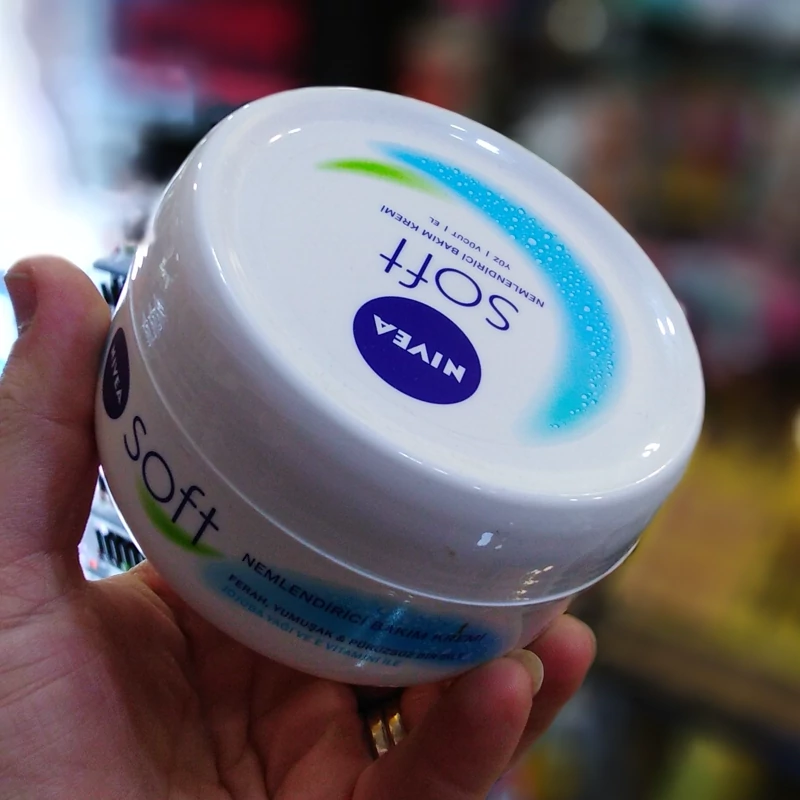 NIVEA
soft
NEMLENDİRİCİ BAKIM KREMİ
YÜZ | VÜCUT | EL
NIVEA
soft
NEMLENDİRİCİ BAKIM KREMİ
FERAH, YUMUŞAK & PÜRÜZSÜZ BİR CİLT
JOJOBA YAĞI VE E VİTAMİNİ İLE